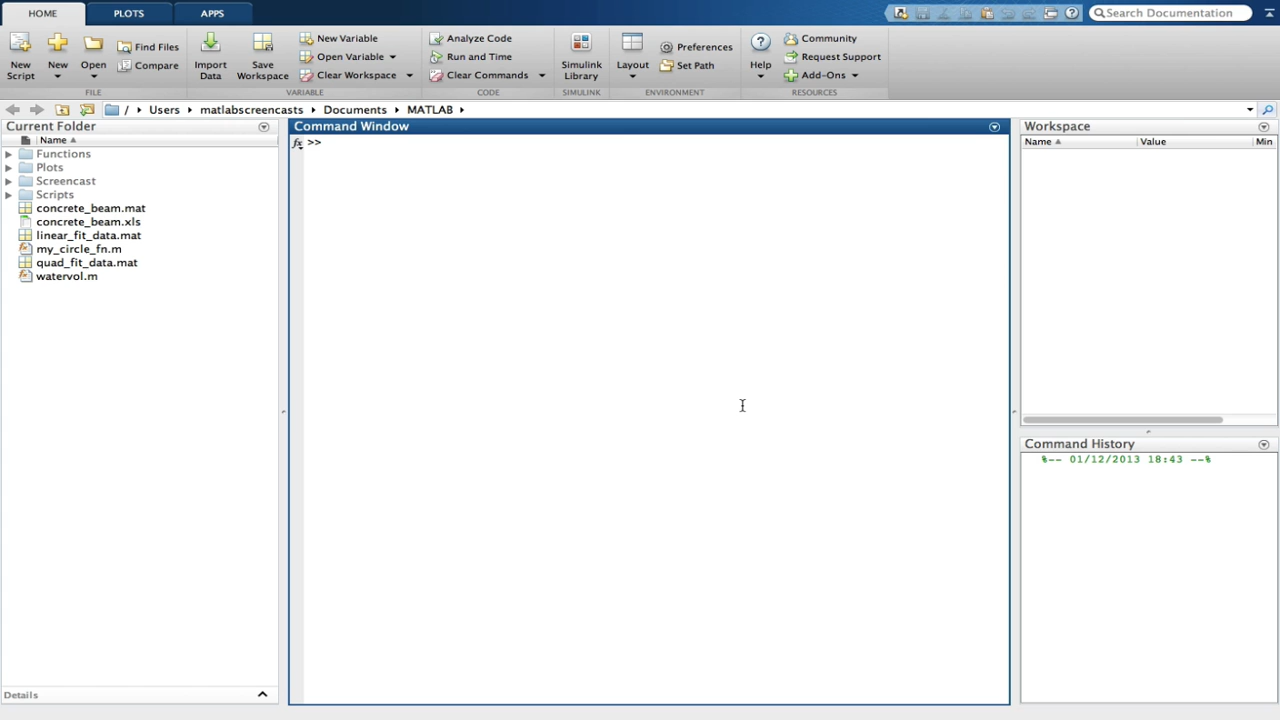 HOME PLOTS APPS Search Documentation
New Script New Open Find Files Compare Import Data Save Workspace New Variable Open Variable Clear Workspace Analyze Code Run and Time Clear Commands Simulink Library Layout Preferences Set Path Help Community Request Support Add-Ons
FILE VARIABLE CODE SIMULINK ENVIRONMENT RESOURCES
/ Users matlabscreencasts Documents MATLAB
Current Folder
Name
Functions
Plots
Screencast
Scripts
concrete_beam.mat
concrete_beam.xls
linear_fit_data.mat
my_circle_fn.m
quad_fit_data.mat
watervol.m
Details
Command Window
fx >>
Workspace
Name Value Min
Command History
%-- 01/12/2013 18:43 --%